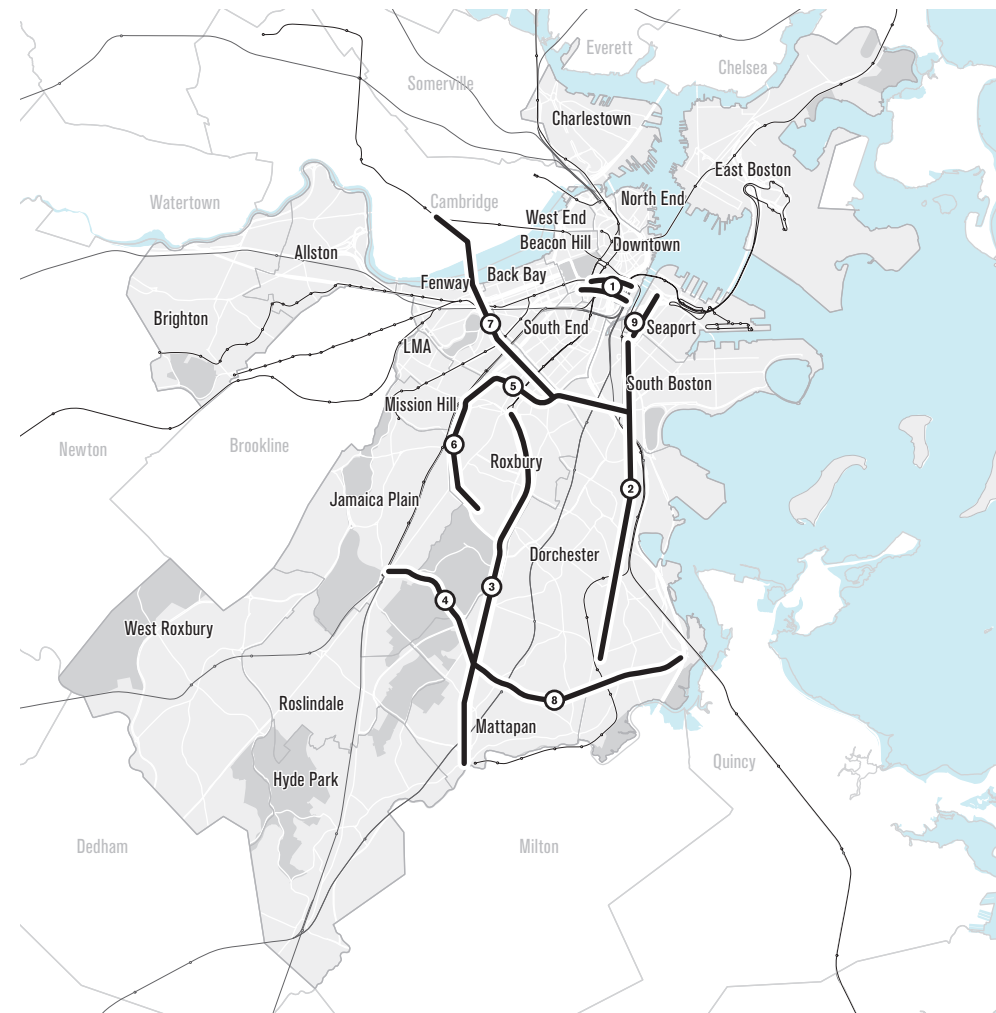 Everett
Chelsea
Somerville
Charlestown
East Boston
Watertown
Cambridge
North End
West End
Beacon Hill
Downtown
Allston
Back Bay
Fenway
1
Brighton
7
South End
9
Seaport
LMA
5
South Boston
Mission Hill
6
Newton
Brookline
Roxbury
2
Jamaica Plain
Dorchester
3
4
West Roxbury
8
Roslindale
Mattapan
Quincy
Hyde Park
Dedham
Milton